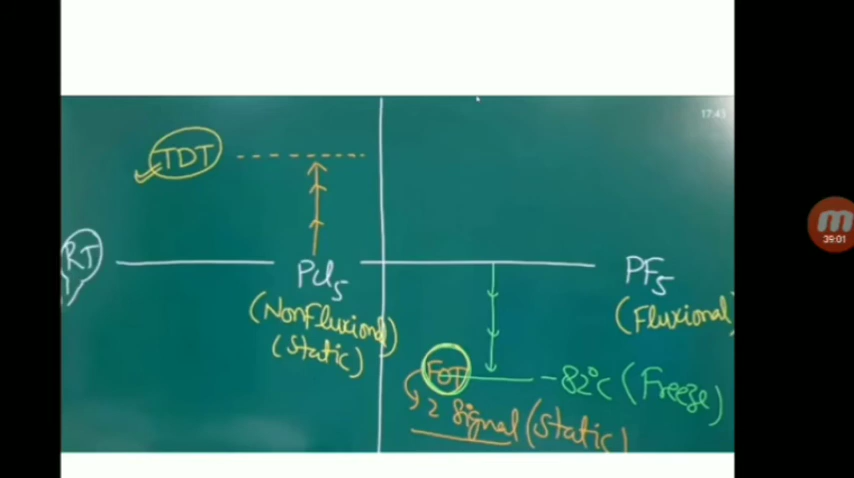 17:43
TDT
RT
PCl5
PF5
(NonFluxional)
(Static)
(Fluxional)
39:01
FOT
-82°C (Freeze)
2 Signal (Static)